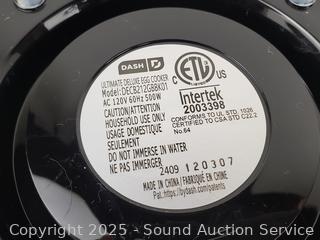 DASH
ULTIMATE DELUXE EGG COOKER
Model: DECB212GBBK01
AC 120V 60Hz 500W
CAUTION/ATTENTION
HOUSEHOLD USE ONLY
USAGE DOMESTIQUE
SEULEMENT
DO NOT IMMERSE IN WATER
NE PAS IMMERGER
ETL
C US
Intertek
2003398
CONFORMS TO UL STD. 1026
CERTIFIED TO CSA STD C22.2
No.64
2409 120307
MADE IN CHINA / FABRIQUÉ EN CHINE
Pat.: https://bydash.com/patents
Copyright 2025 - Sound Auction Service